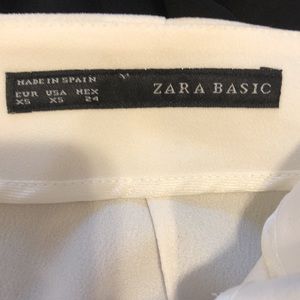 MADE IN SPAIN
EUR USA MEX
XS XS 24
ZARA BASIC